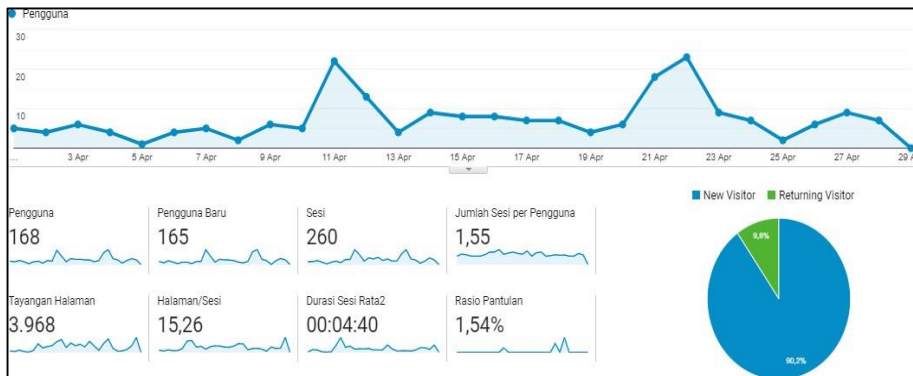 Pengguna
30
20
10
...
3 Apr
5 Apr
7 Apr
9 Apr
11 Apr
13 Apr
15 Apr
17 Apr
19 Apr
21 Apr
23 Apr
25 Apr
27 Apr
29 A
New Visitor Returning Visitor
Pengguna
168
Pengguna Baru
165
Sesi
260
Jumlah Sesi per Pengguna
1,55
Tayangan Halaman
3.968
Halaman/Sesi
15,26
Durasi Sesi Rata2
00:04:40
Rasio Pantulan
1,54%
9,8%
90,2%